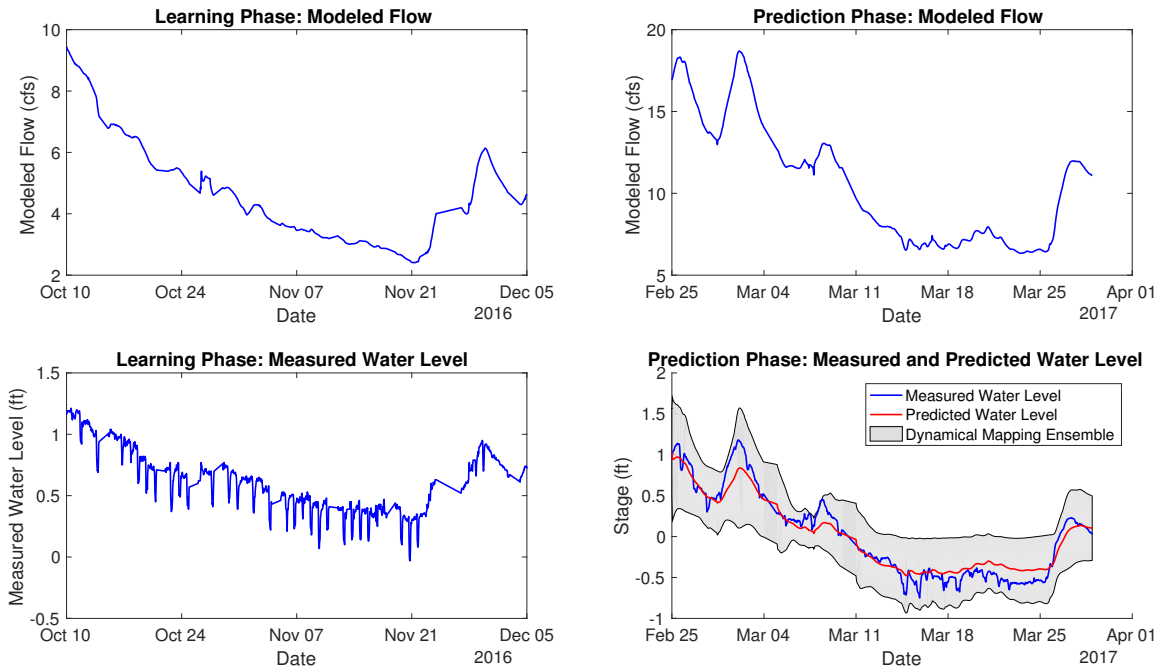 Learning Phase: Modeled Flow
10
8
6
4
2
Modeled Flow (cfs)
Oct 10
Oct 24
Nov 07
Nov 21
Dec 05
Date
2016
Prediction Phase: Modeled Flow
20
15
10
5
Modeled Flow (cfs)
Feb 25
Mar 04
Mar 11
Mar 18
Mar 25
Apr 01
Date
2017
Learning Phase: Measured Water Level
1.5
1
0.5
0
-0.5
Measured Water Level (ft)
Oct 10
Oct 24
Nov 07
Nov 21
Dec 05
Date
2016
Prediction Phase: Measured and Predicted Water Level
2
1.5
1
0.5
0
-0.5
-1
Stage (ft)
Measured Water Level
Predicted Water Level
Dynamical Mapping Ensemble
Feb 25
Mar 04
Mar 11
Mar 18
Mar 25
Apr 01
Date
2017